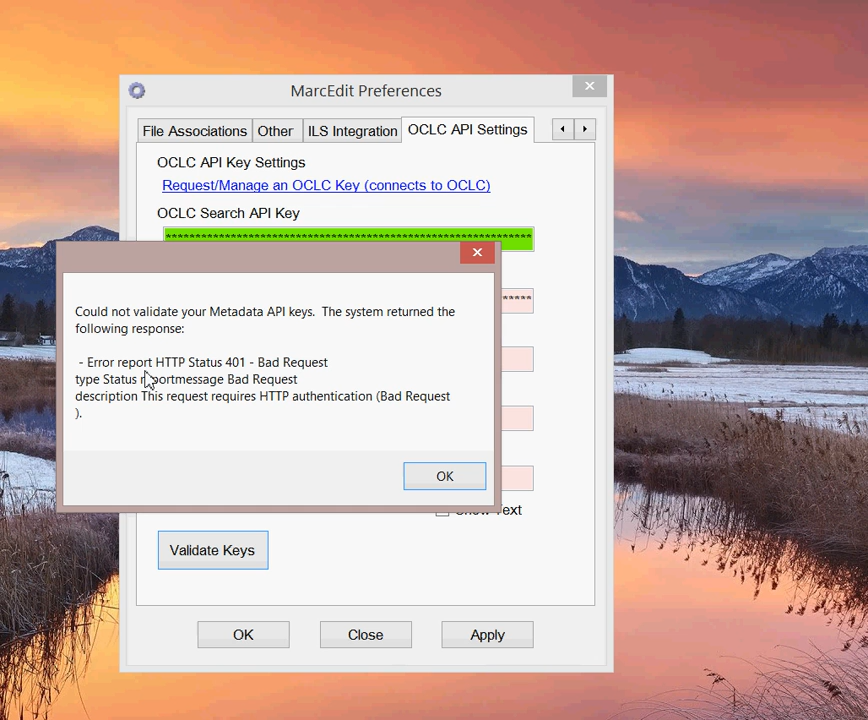 MarcEdit Preferences
File Associations
Other
ILS Integration
OCLC API Settings
OCLC API Key Settings
Request/Manage an OCLC Key (connects to OCLC)
OCLC Search API Key
Could not validate your Metadata API keys. The system returned the
following response:
- Error report HTTP Status 401 - Bad Request
type Status reportmessage Bad Request
description This request requires HTTP authentication (Bad Request
).
OK
Text
Validate Keys
OK
Close
Apply